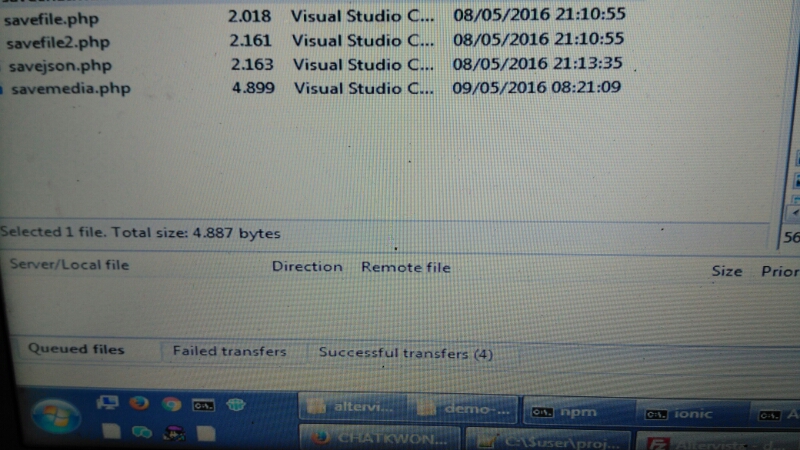 savefile.php 2.018 Visual Studio C... 08/05/2016 21:10:55
savefile2.php 2.161 Visual Studio C... 08/05/2016 21:10:55
savejson.php 2.163 Visual Studio C... 08/05/2016 21:13:35
savemedia.php 4.899 Visual Studio C... 09/05/2016 08:21:09
Selected 1 file. Total size: 4.887 bytes
56
Server/Local file Direction Remote file Size Prior
Queued files Failed transfers Successful transfers (4)
altervi... demo-... npm ionic A
CHATKWON... C:\$user\proj... Altervista - d...